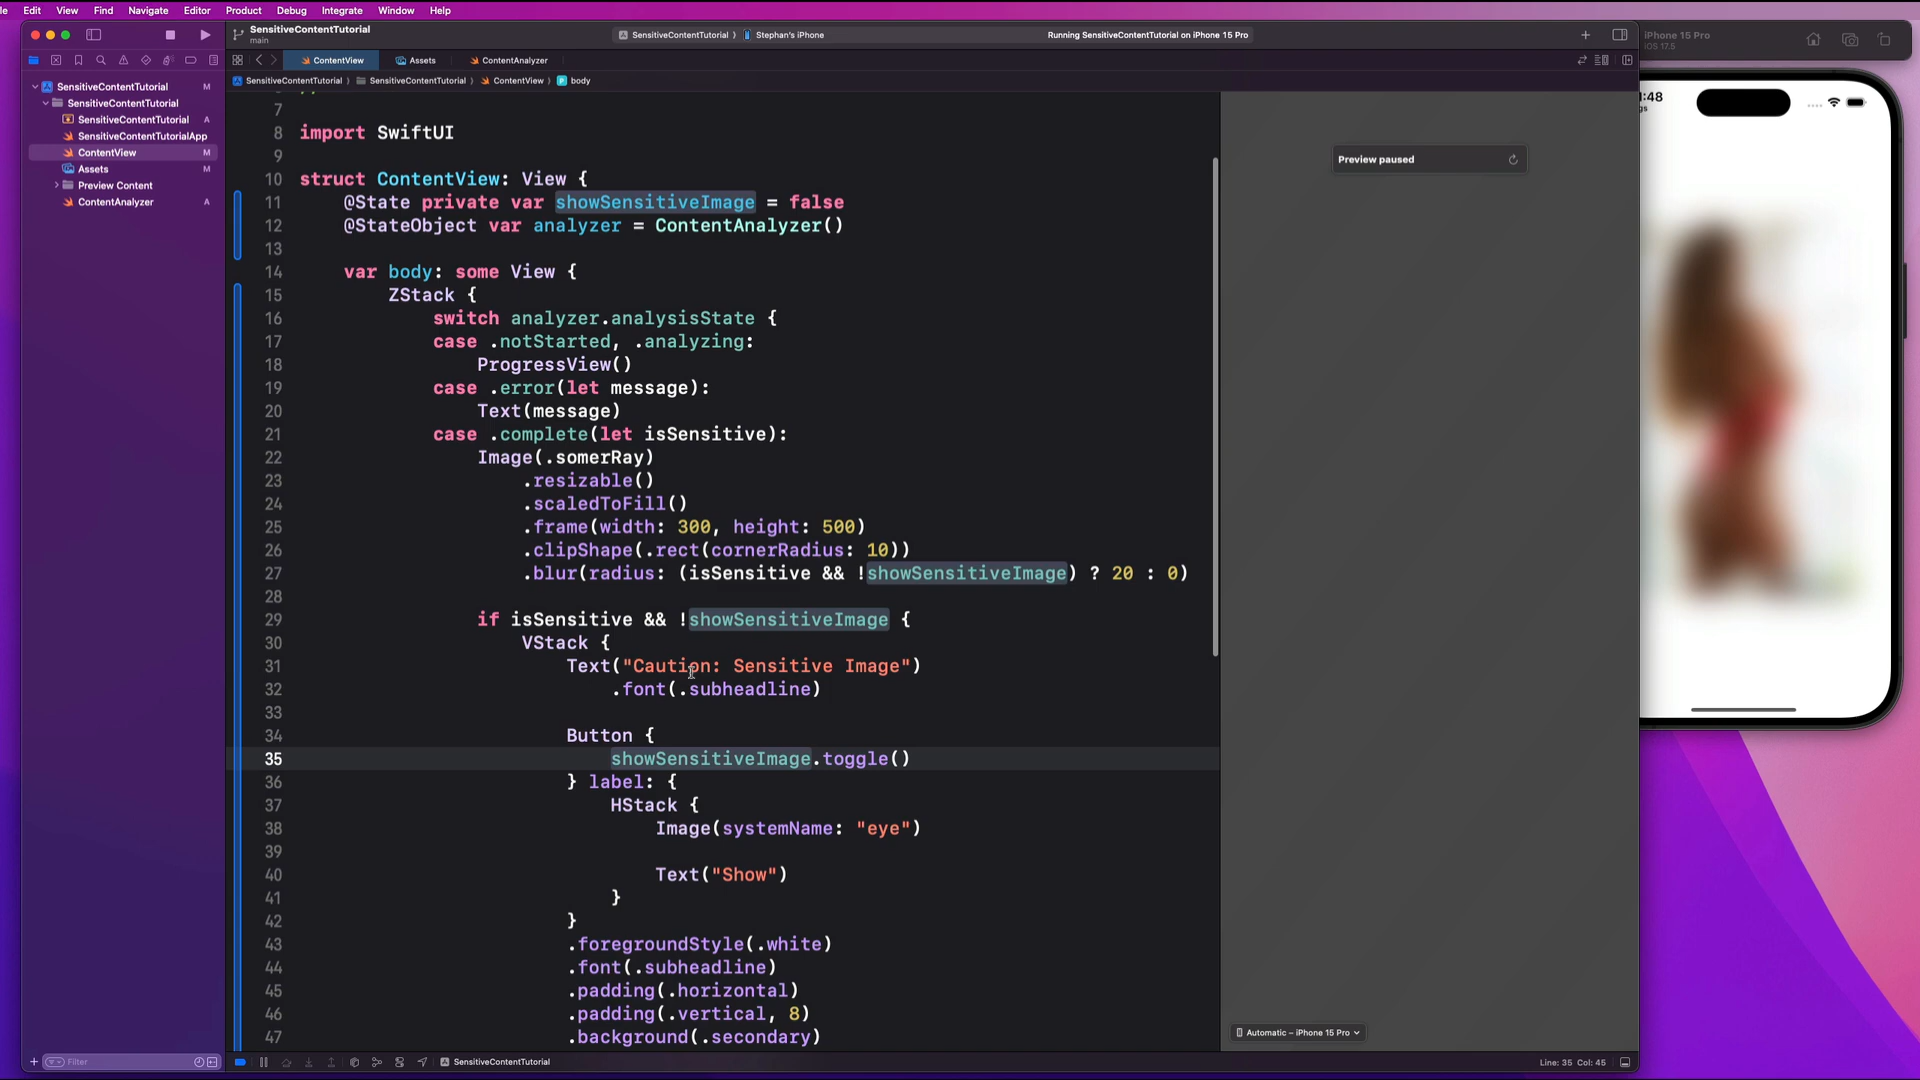 Edit View Find Navigate Editor Product Debug Integrate Window Help
SensitiveContentTutorial
main
SensitiveContentTutorial ⟩ Stephan's iPhone
Running SensitiveContentTutorial on iPhone 15 Pro
ContentView Assets ContentAnalyzer
SensitiveContentTutorial ⟩ SensitiveContentTutorial ⟩ ContentView ⟩ body
SensitiveContentTutorial M
SensitiveContentTutorial
SensitiveContentTutorial A
SensitiveContentTutorialApp
ContentView M
Assets M
Preview Content
ContentAnalyzer A
7
8 import SwiftUI
9
10 struct ContentView: View {
11 @State private var showSensitiveImage = false
12 @StateObject var analyzer = ContentAnalyzer()
13
14 var body: some View {
15 ZStack {
16 switch analyzer.analysisState {
17 case .notStarted, .analyzing:
18 ProgressView()
19 case .error(let message):
20 Text(message)
21 case .complete(let isSensitive):
22 Image(.somerRay)
23 .resizable()
24 .scaledToFill()
25 .frame(width: 300, height: 500)
26 .clipShape(.rect(cornerRadius: 10))
27 .blur(radius: (isSensitive && !showSensitiveImage) ? 20 : 0)
28
29 if isSensitive && !showSensitiveImage {
30 VStack {
31 Text("Caution: Sensitive Image")
32 .font(.subheadline)
33
34 Button {
35 showSensitiveImage.toggle()
36 } label: {
37 HStack {
38 Image(systemName: "eye")
39
40 Text("Show")
41 }
42 }
43 .foregroundStyle(.white)
44 .font(.subheadline)
45 .padding(.horizontal)
46 .padding(.vertical, 8)
47 .background(.secondary)
Preview paused
Automatic – iPhone 15 Pro
Filter
SensitiveContentTutorial
Line: 35 Col: 45
iPhone 15 Pro
iOS 17.5
:48